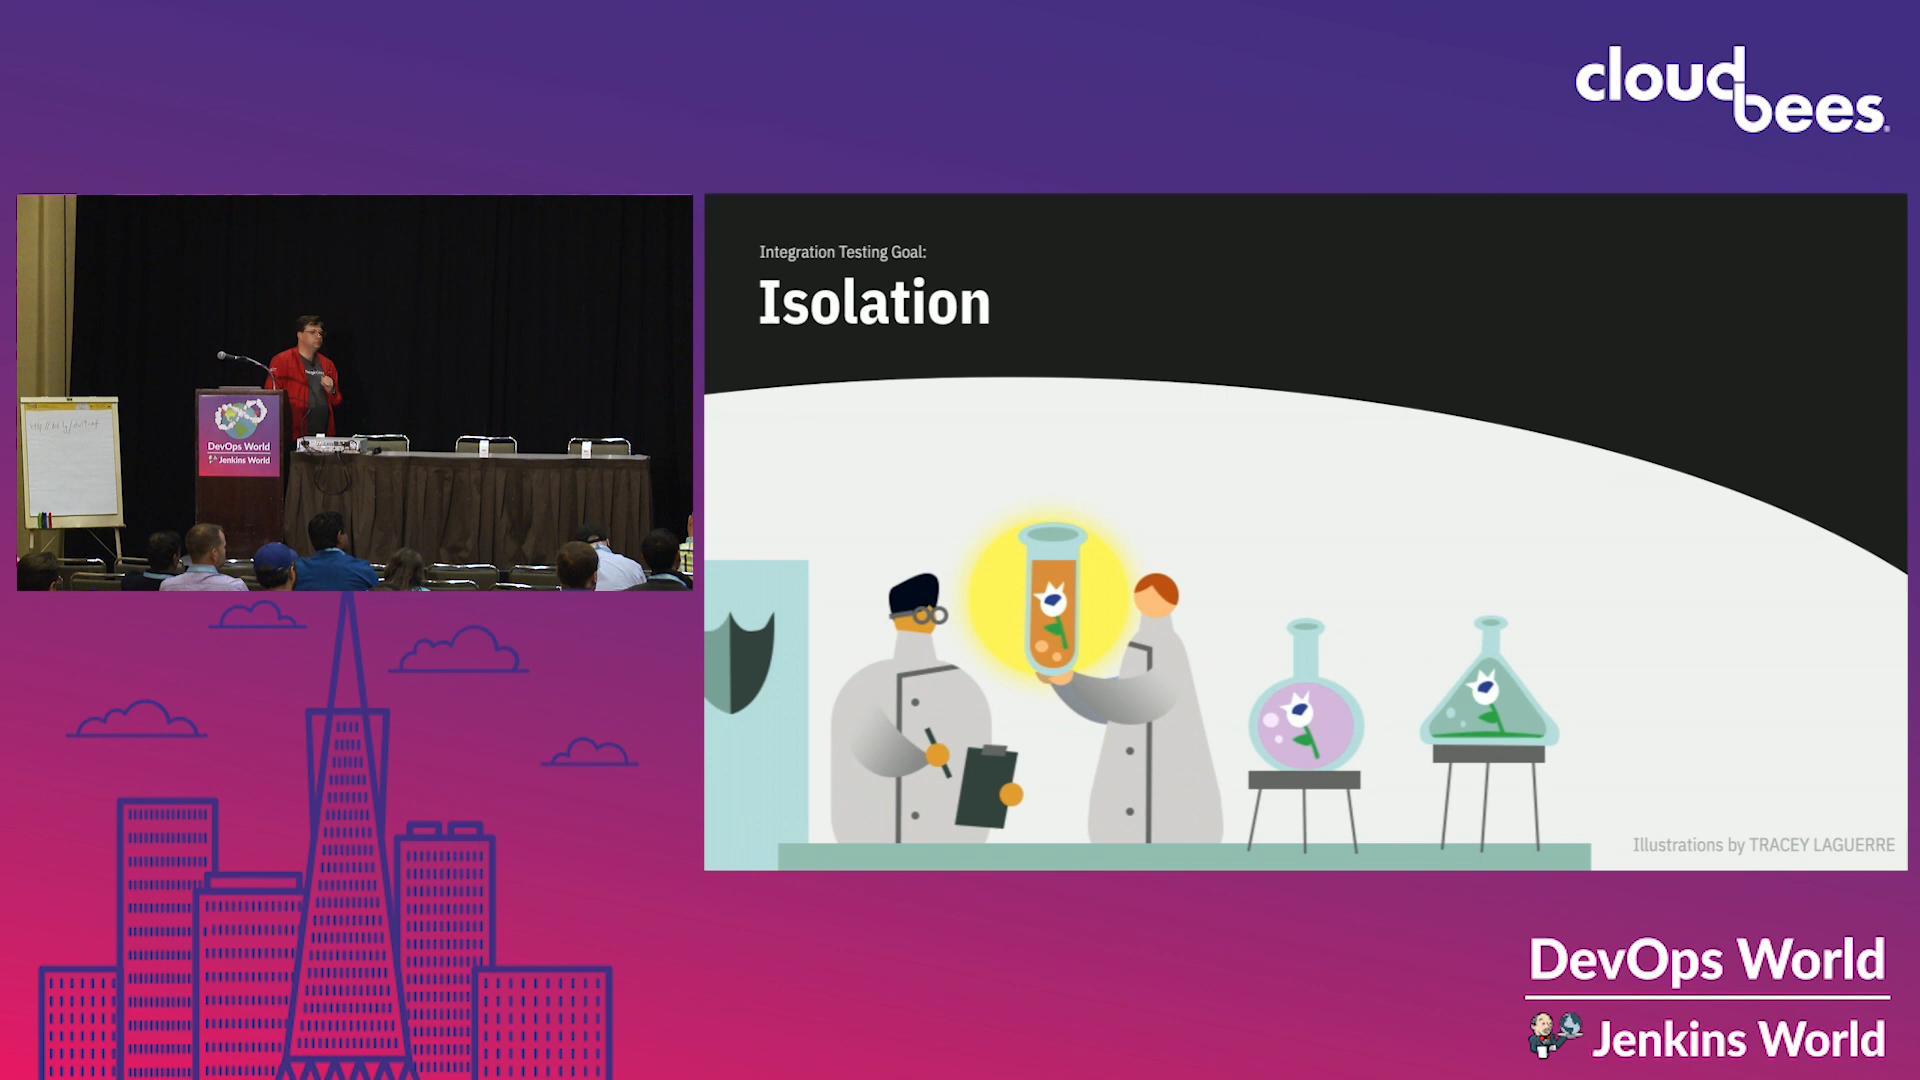 cloudbees
Integration Testing Goal:
Isolation
DevOps World
Jenkins World
Illustrations by TRACEY LAGUERRE
DevOps World
Jenkins World